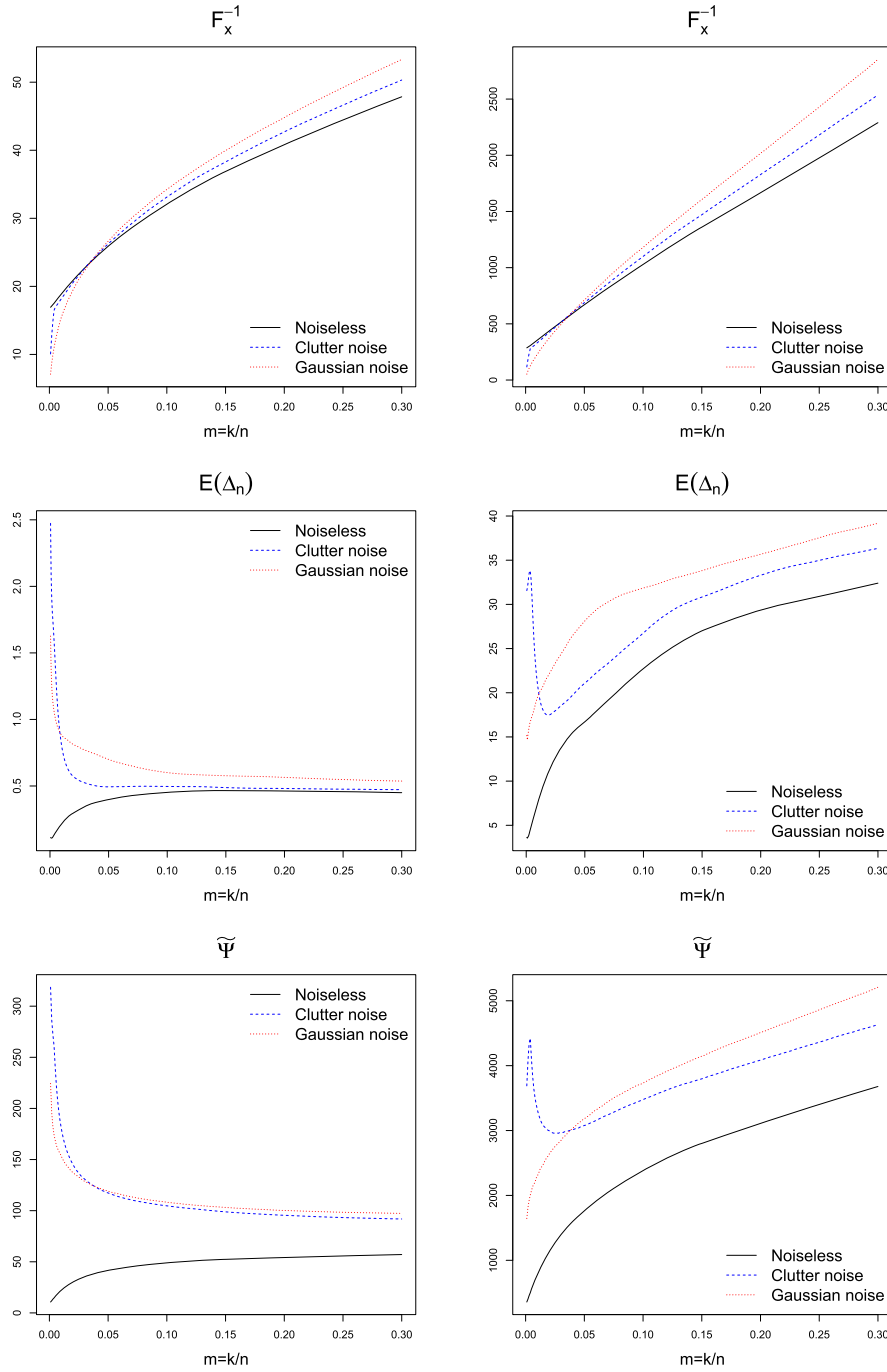 F_x^{-1}
50
40
30
20
10
Noiseless
Clutter noise
Gaussian noise
0.00 0.05 0.10 0.15 0.20 0.25 0.30
m=k/n
F_x^{-1}
2500
2000
1500
1000
500
0
Noiseless
Clutter noise
Gaussian noise
0.00 0.05 0.10 0.15 0.20 0.25 0.30
m=k/n
E(Δ_n)
2.5
2.0
1.5
1.0
0.5
Noiseless
Clutter noise
Gaussian noise
0.00 0.05 0.10 0.15 0.20 0.25 0.30
m=k/n
E(Δ_n)
40
35
30
25
20
15
10
5
Noiseless
Clutter noise
Gaussian noise
0.00 0.05 0.10 0.15 0.20 0.25 0.30
m=k/n
Ψ̃
300
250
200
150
100
50
0
Noiseless
Clutter noise
Gaussian noise
0.00 0.05 0.10 0.15 0.20 0.25 0.30
m=k/n
Ψ̃
5000
4000
3000
2000
1000
Noiseless
Clutter noise
Gaussian noise
0.00 0.05 0.10 0.15 0.20 0.25 0.30
m=k/n